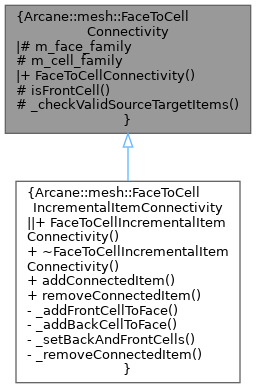 {Arcane::mesh::FaceToCell
Connectivity
|# m_face_family
# m_cell_family
|+ FaceToCellConnectivity()
# isFrontCell()
# _checkValidSourceTargetItems()
}
{Arcane::mesh::FaceToCell
IncrementalItemConnectivity
||+ FaceToCellIncrementalItem
Connectivity()
+ ~FaceToCellIncrementalItem
Connectivity()
+ addConnectedItem()
+ removeConnectedItem()
- _addFrontCellToFace()
- _addBackCellToFace()
- _setBackAndFrontCells()
- _removeConnectedItem()
}